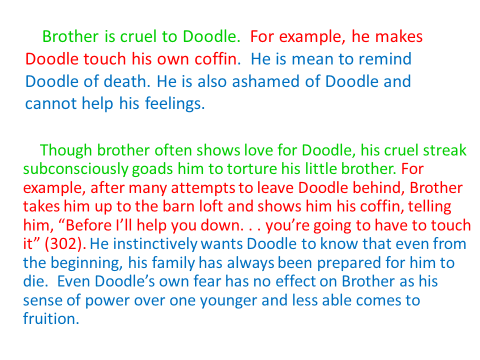 Brother is cruel to Doodle. For example, he makes
Doodle touch his own coffin. He is mean to remind
Doodle of death. He is also ashamed of Doodle and
cannot help his feelings.
Though brother often shows love for Doodle, his cruel streak
subconsciously goads him to torture his little brother. For
example, after many attempts to leave Doodle behind, Brother
takes him up to the barn loft and shows him his coffin, telling
him, “Before I’ll help you down. . . you’re going to have to touch
it” (302). He instinctively wants Doodle to know that even from
the beginning, his family has always been prepared for him to
die. Even Doodle’s own fear has no effect on Brother as his
sense of power over one younger and less able comes to
fruition.